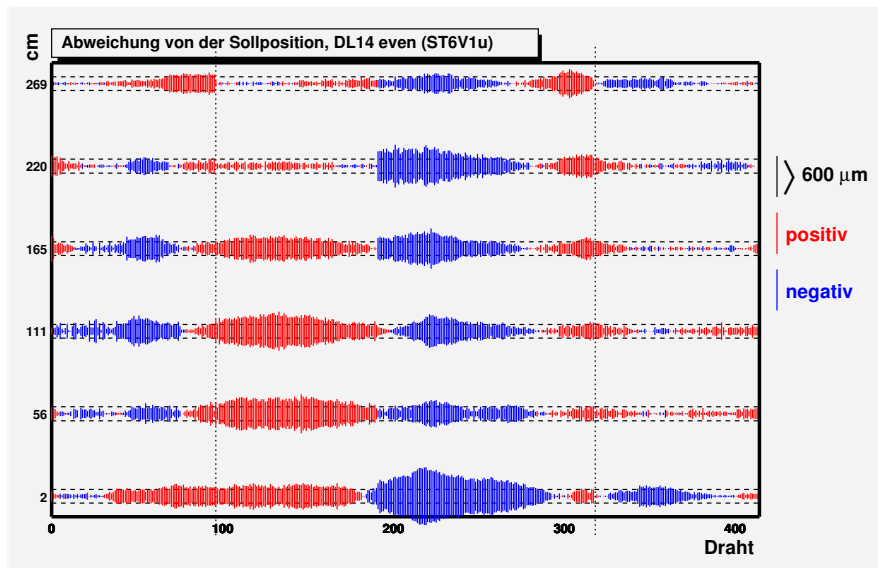 Abweichung von der Sollposition, DL14 even (ST6V1u)
cm
269
220
165
111
56
2
0 100 200 300 400
Draht
600 μm
positiv
negativ